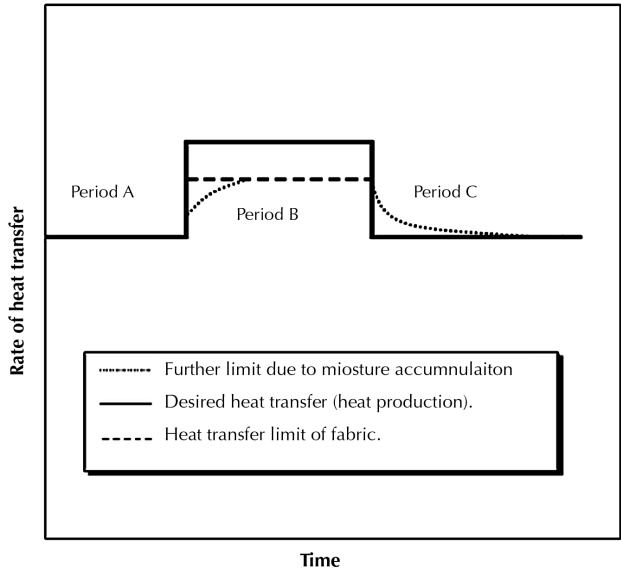 Rate of heat transfer
Period A
Period B
Period C
Further limit due to miosture accumnulaiton
Desired heat transfer (heat production).
Heat transfer limit of fabric.
Time